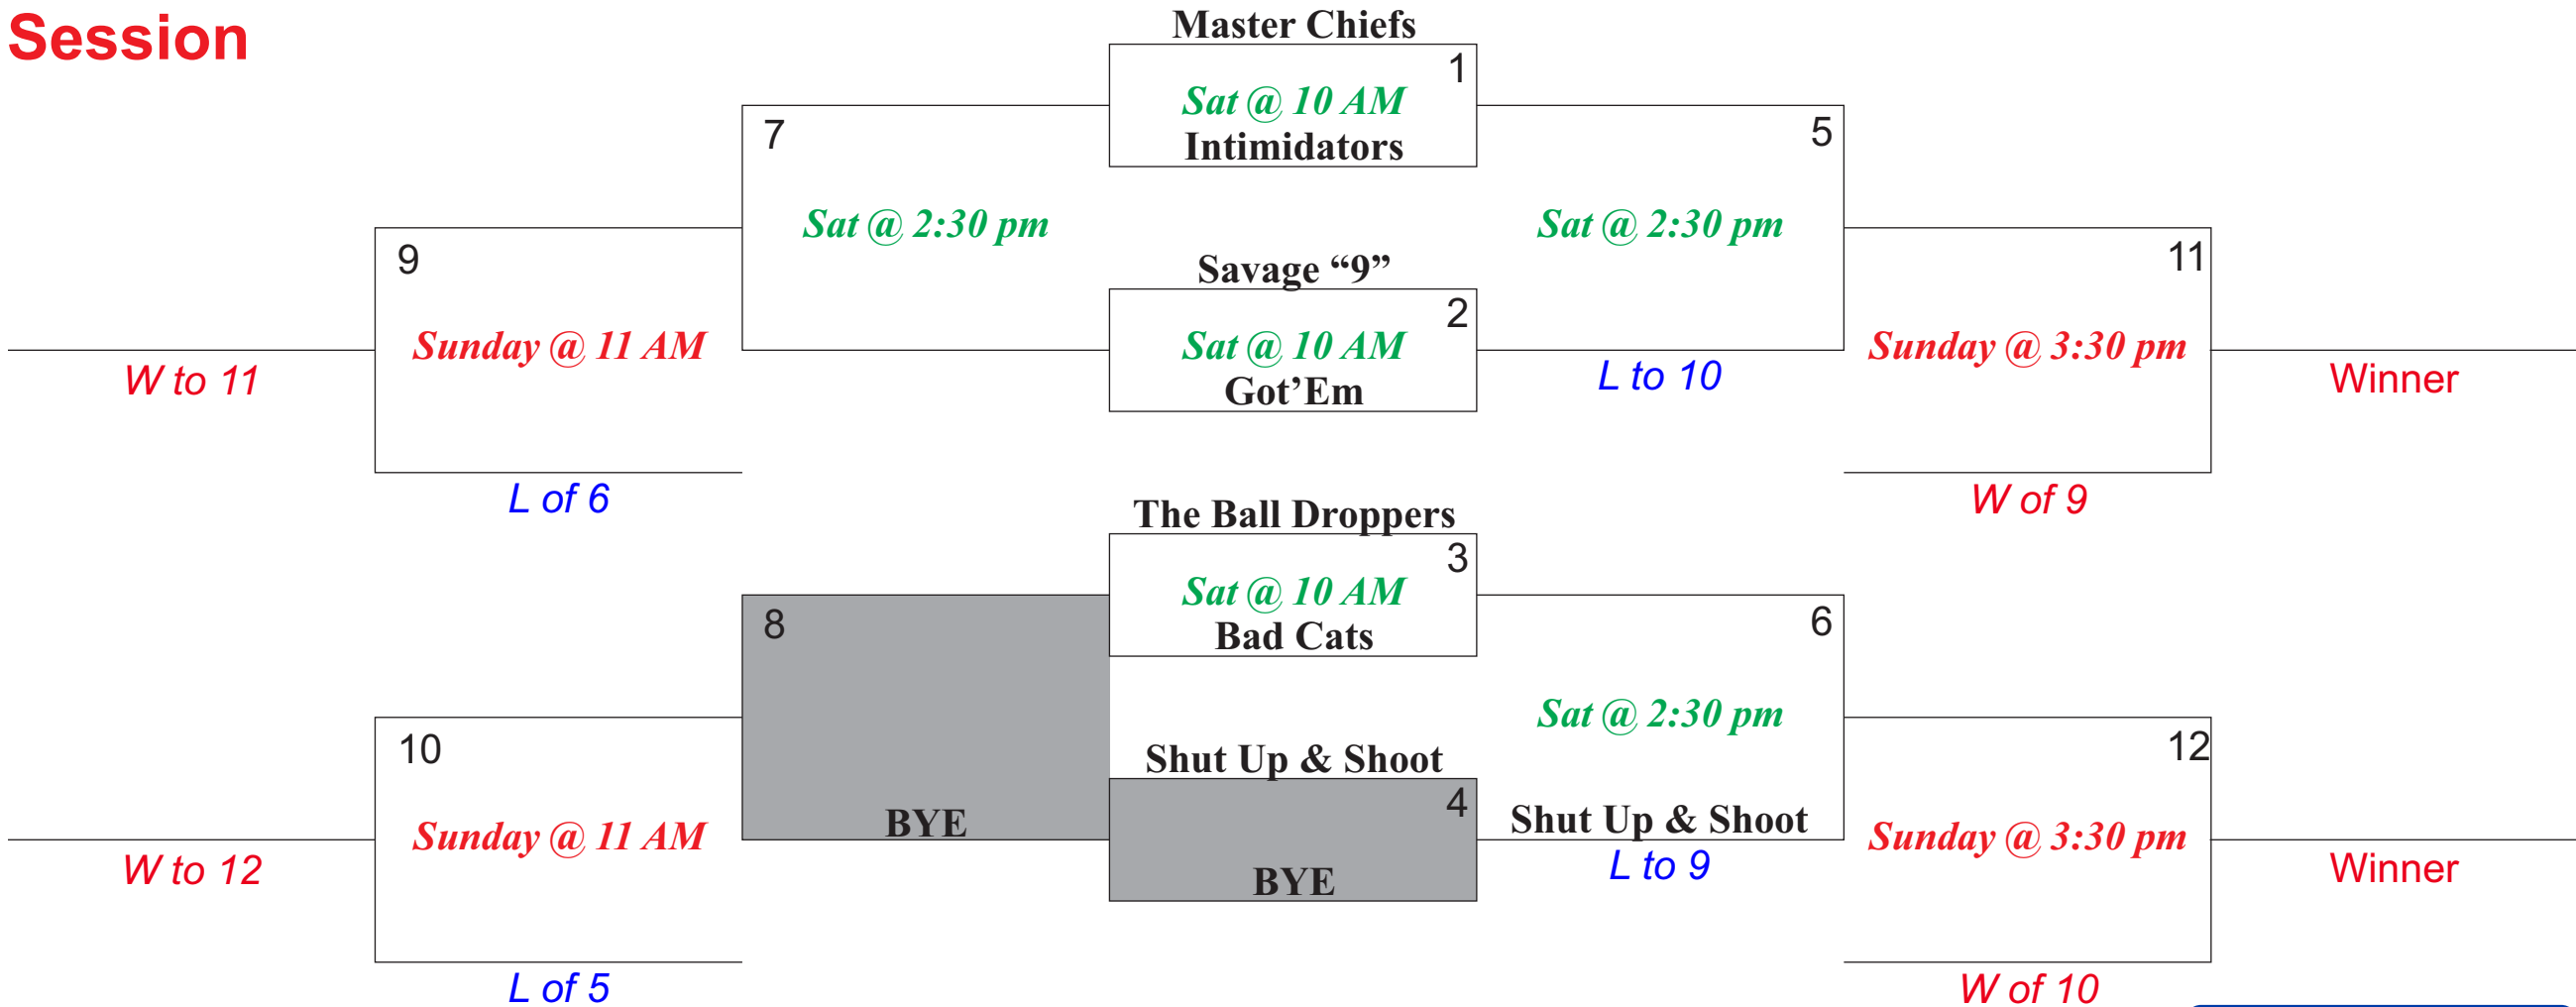 Session
Master Chiefs
1
Sat @ 10 AM
Intimidators
7
5
Sat @ 2:30 pm
Sat @ 2:30 pm
9
Savage “9”
11
2
Sunday @ 11 AM
Sat @ 10 AM
Sunday @ 3:30 pm
W to 11
Got’Em
L to 10
Winner
L of 6
W of 9
The Ball Droppers
3
Sat @ 10 AM
Bad Cats
8
6
Sat @ 2:30 pm
10
Shut Up & Shoot
12
4
Sunday @ 11 AM
BYE
Shut Up & Shoot
Sunday @ 3:30 pm
W to 12
BYE
L to 9
Winner
L of 5
W of 10